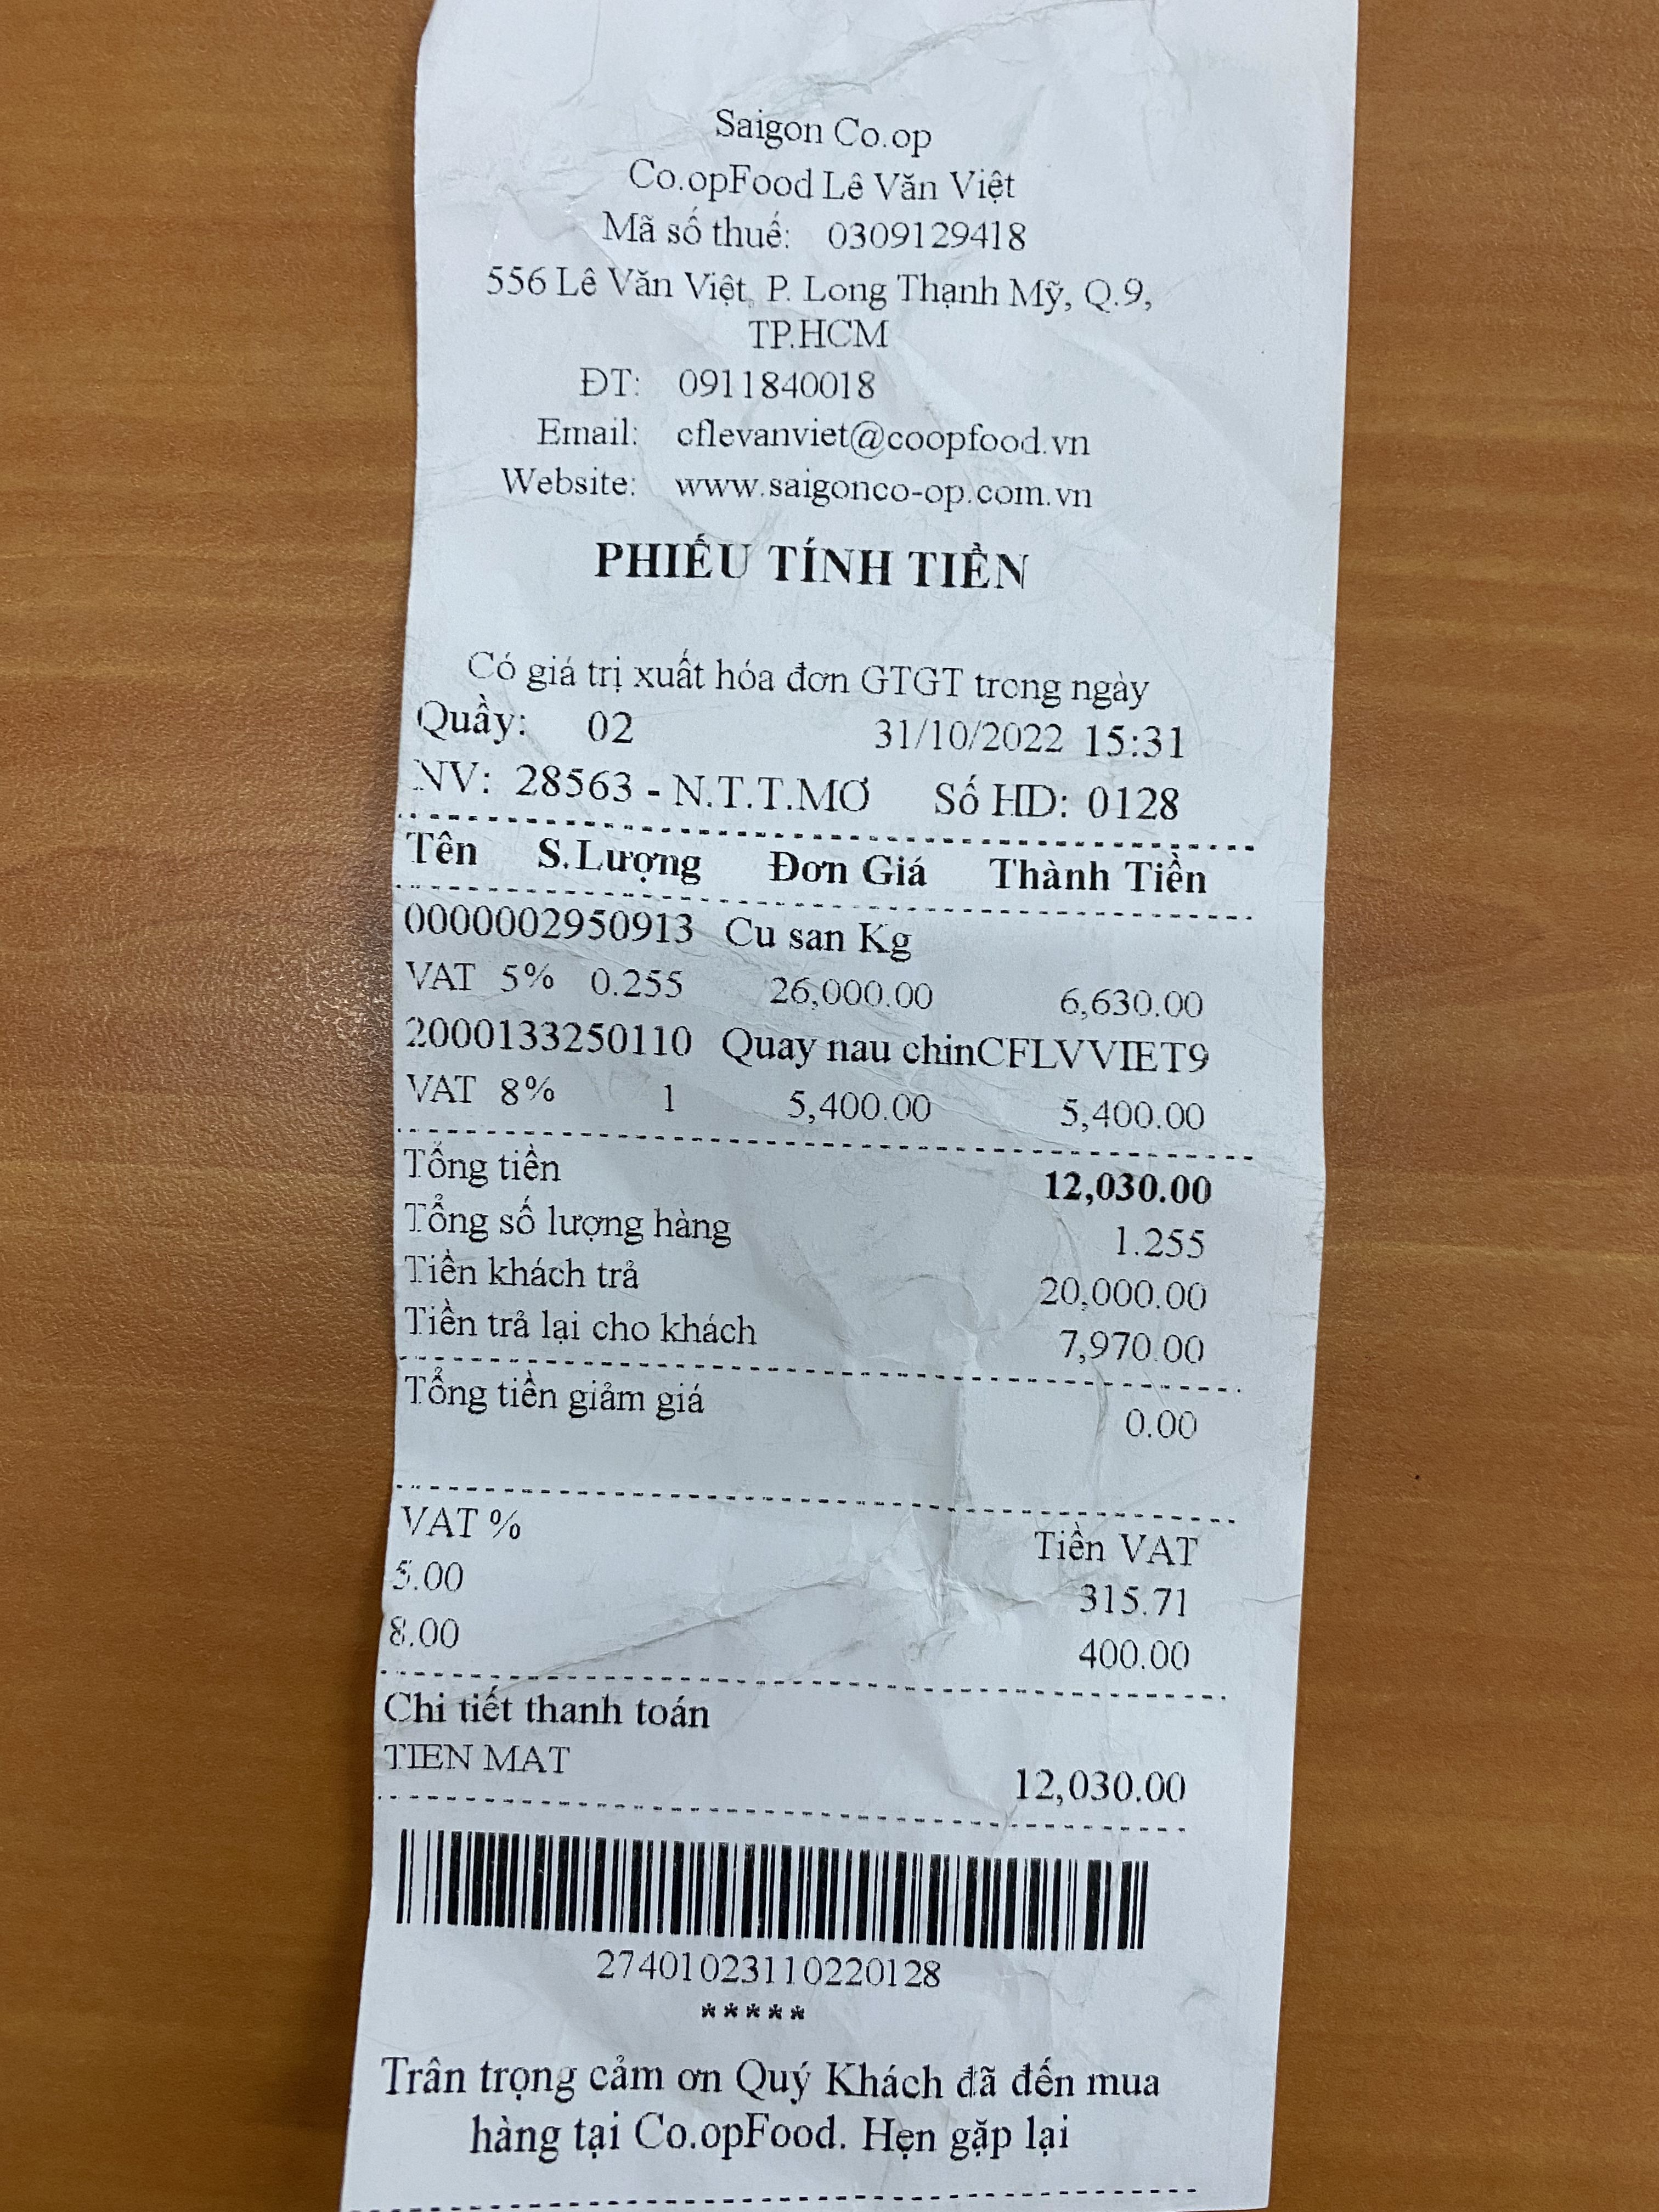 Saigon Co.op
Co.opFood Lê Văn Việt
Mã số thuế: 0309129418
556 Lê Văn Việt, P. Long Thạnh Mỹ, Q.9,
TP.HCM
ĐT: 0911840018
Email: cflevanviet@coopfood.vn
Website: www.saigonco-op.com.vn
PHIẾU TÍNH TIỀN
Có giá trị xuất hóa đơn GTGT trong ngày
Quầy: 02 31/10/2022 15:31
NV: 28563 - N.T.T.MƠ Số HD: 0128
Tên S.Lượng Đơn Giá Thành Tiền
0000002950913 Cu san Kg
VAT 5% 0.255 26,000.00 6,630.00
2000133250110 Quay nau chinCFLVVIET9
VAT 8% 1 5,400.00 5,400.00
Tổng tiền 12,030.00
Tổng số lượng hàng 1.255
Tiền khách trả 20,000.00
Tiền trả lại cho khách 7,970.00
Tổng tiền giảm giá 0.00
VAT % Tiền VAT
5.00 315.71
8.00 400.00
Chi tiết thanh toán
TIEN MAT 12,030.00
27401023110220128
*****
Trân trọng cảm ơn Quý Khách đã đến mua
hàng tại Co.opFood. Hẹn gặp lại